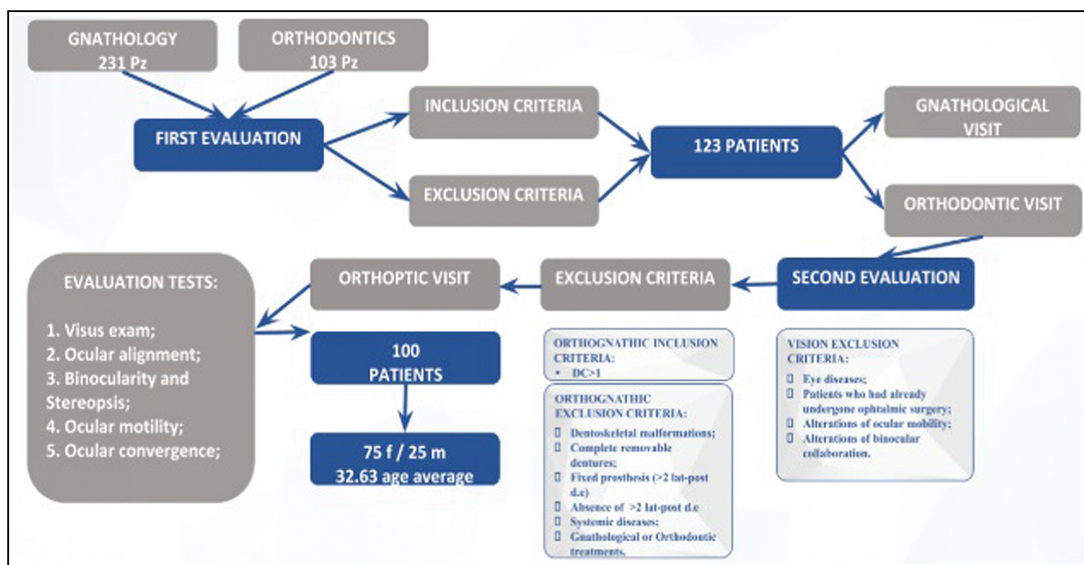 GNATHOLOGY
231 Pz
ORTHODONTICS
103 Pz
FIRST EVALUATION
INCLUSION CRITERIA
EXCLUSION CRITERIA
123 PATIENTS
GNATHOLOGICAL
VISIT
ORTHODONTIC VISIT
SECOND EVALUATION
EXCLUSION CRITERIA
ORTHOPTIC VISIT
EVALUATION TESTS:
1. Visus exam;
2. Ocular alignment;
3. Binocularity and
Stereopsis;
4. Ocular motility;
5. Ocular convergence;
100
PATIENTS
75 f / 25 m
32.63 age average
ORTHOGNATHIC INCLUSION
CRITERIA:
• DC>1
ORTHOGNATHIC
EXCLUSION CRITERIA:
Dentoskeletal malformations;
Complete removable
dentures;
Fixed prosthesis (>2 lat-post
d.e)
Absence of >2 lat-post d.e
Systemic diseases;
Gnathological or Orthodontic
treatments.
VISION EXCLUSION
CRITERIA:
Eye diseases;
Patients who had already
undergone ophtalmic surgery;
Alterations of ocular mobility;
Alterations of binocular
collaboration.